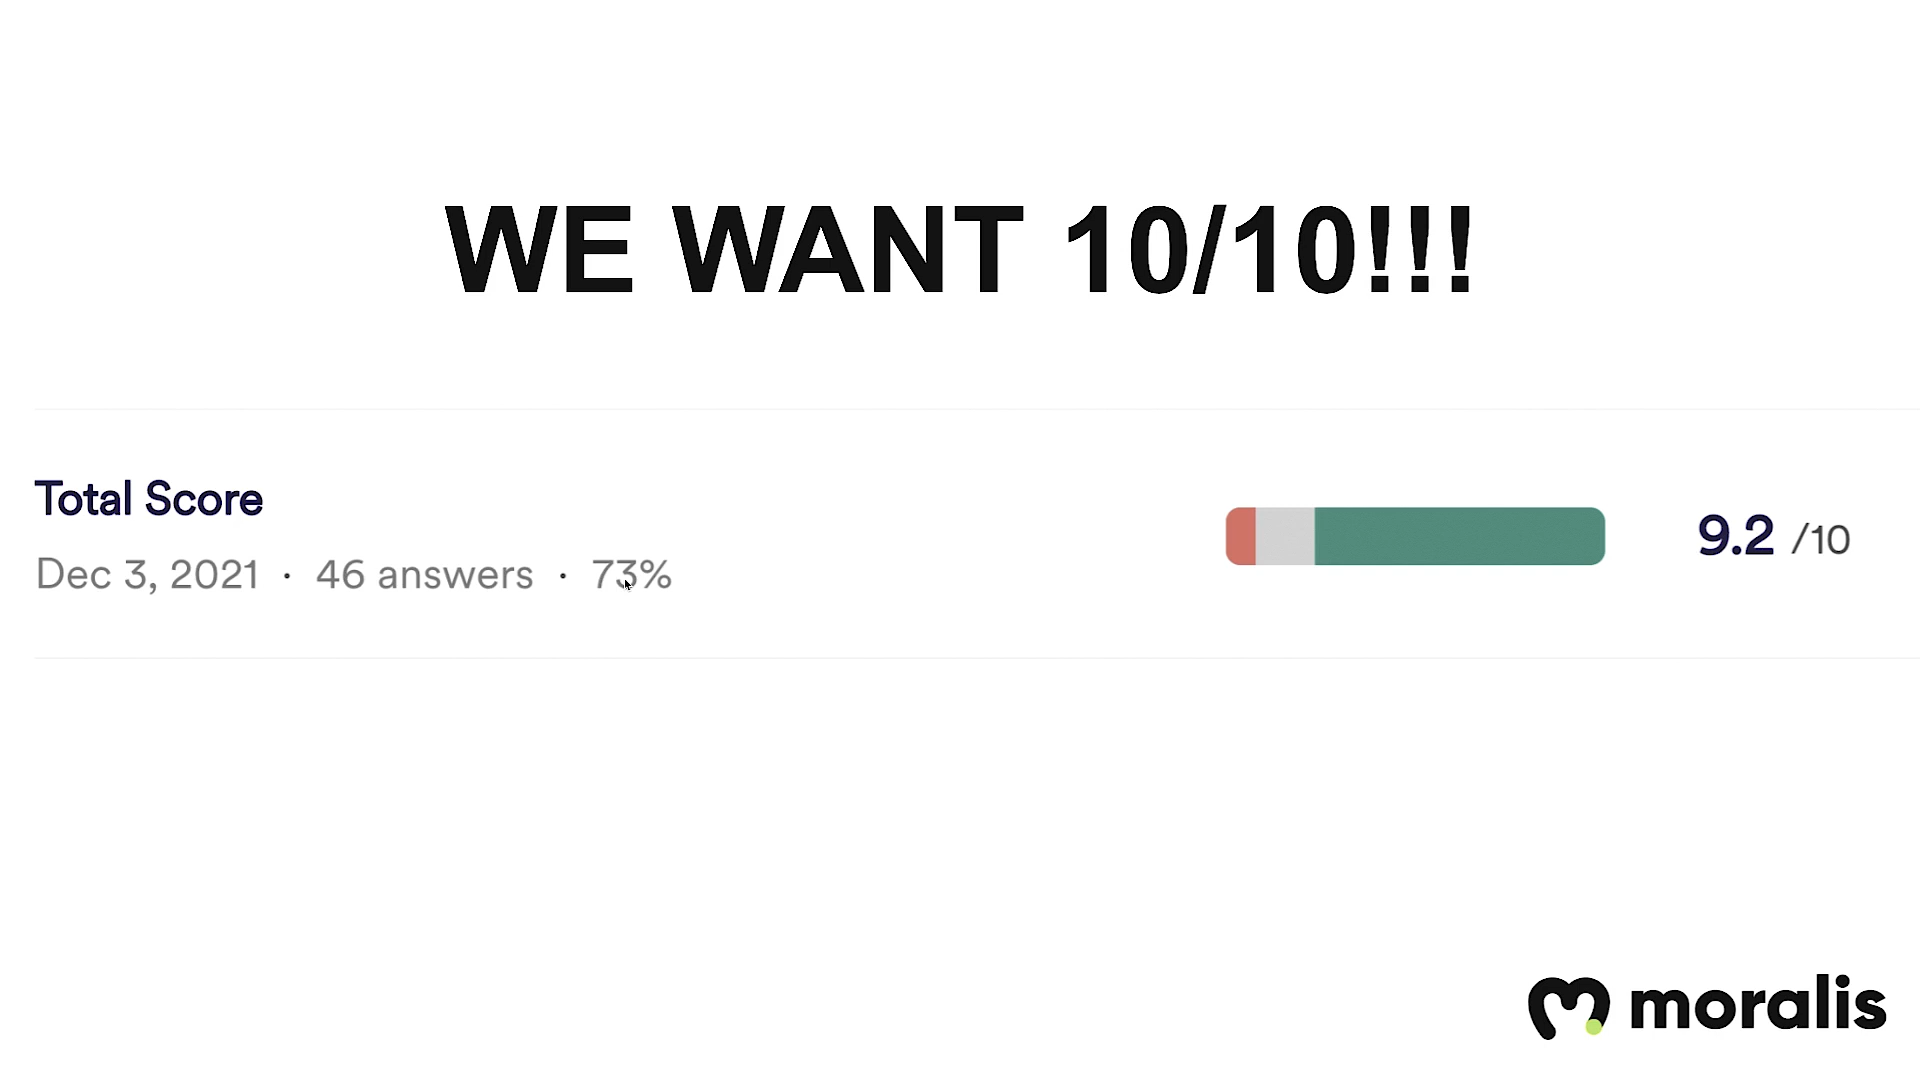 WE WANT 10/10!!!
Total Score
Dec 3, 2021 · 46 answers · 73%
9.2 /10
moralis